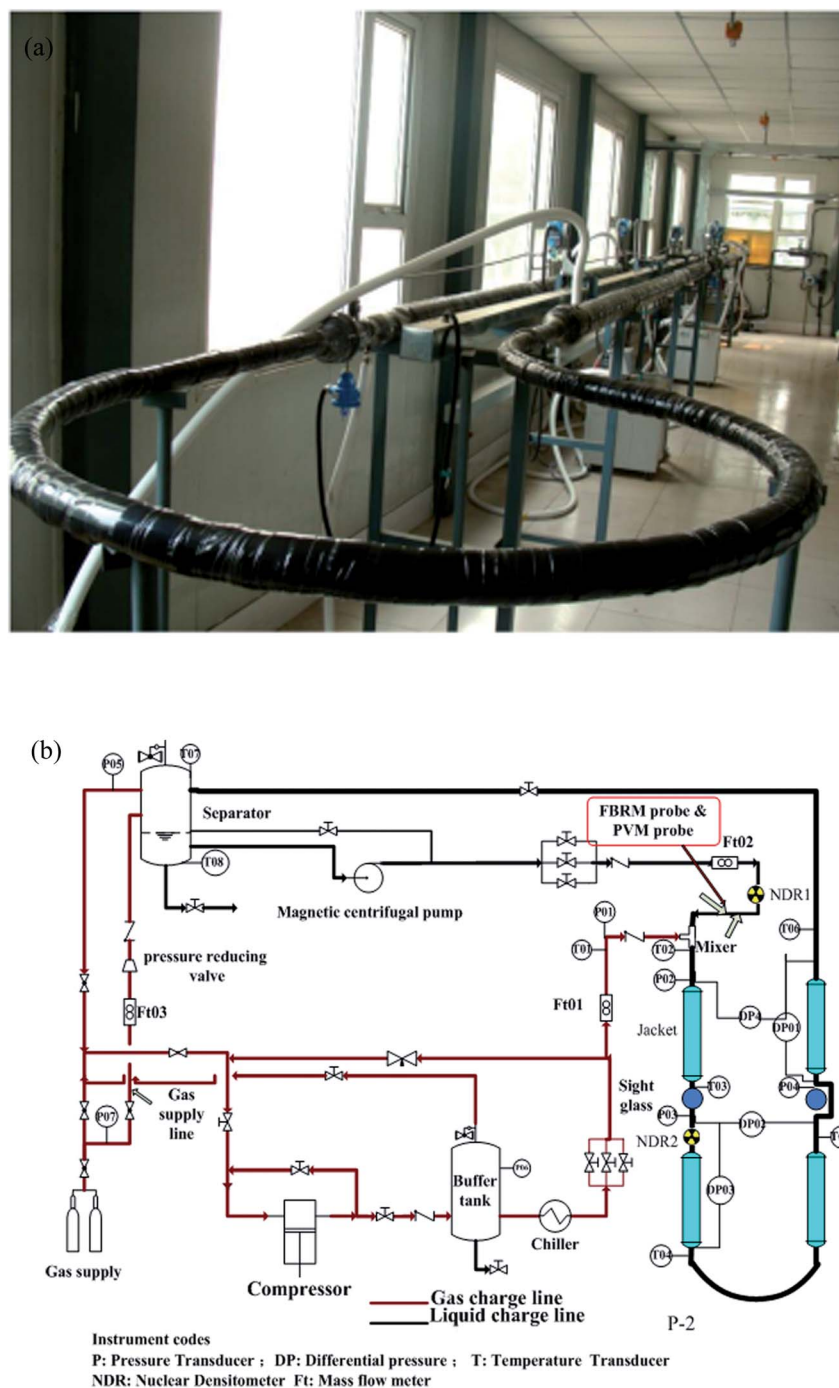 (a)
(b)
P05
T07
Separator
T08
FBRM probe &
PVM probe
Ft02
NDR1
Magnetic centrifugal pump
P01
T01
T02
Mixer
T06
pressure reducing
valve
P02
Ft01
Ft03
Jacket
DP4
DP01
Gas
supply
line
Sight
glass
T03
P04
P03
DP02
P07
NDR2
P06
Buffer
tank
DP03
Chiller
T04
Gas supply
Compressor
Gas charge line
Liquid charge line
P-2
Instrument codes
P: Pressure Transducer ; DP: Differential pressure ; T: Temperature Transducer
NDR: Nuclear Densitometer Ft: Mass flow meter